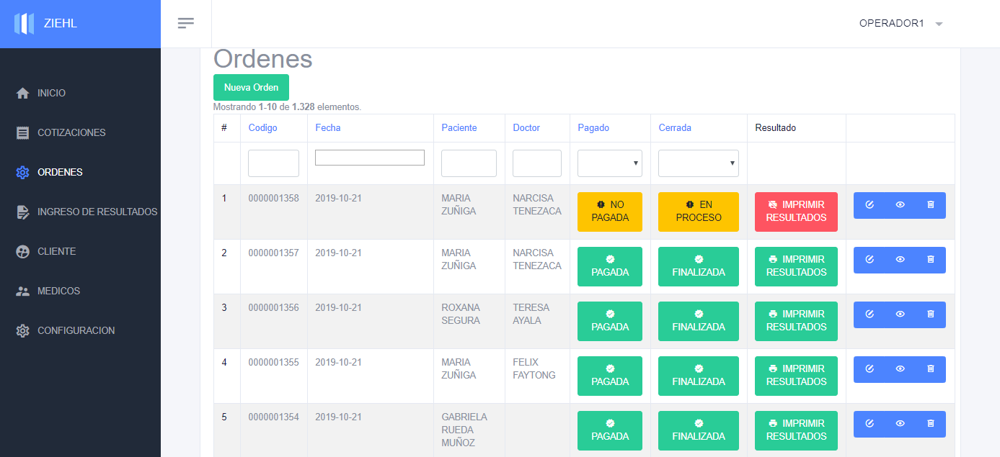 ZIEHL
OPERADOR1
INICIO
COTIZACIONES
ORDENES
INGRESO DE RESULTADOS
CLIENTE
MEDICOS
CONFIGURACION
Ordenes
Nueva Orden
Mostrando 1-10 de 1.328 elementos.
# Codigo Fecha Paciente Doctor Pagado Cerrada Resultado
1 0000001358 2019-10-21 MARIA NARCISA NO EN IMPRIMIR
ZUÑIGA TENEZACA PAGADA PROCESO RESULTADOS
2 0000001357 2019-10-21 MARIA NARCISA IMPRIMIR
ZUÑIGA TENEZACA PAGADA FINALIZADA RESULTADOS
3 0000001356 2019-10-21 ROXANA TERESA IMPRIMIR
SEGURA AYALA PAGADA FINALIZADA RESULTADOS
4 0000001355 2019-10-21 MARIA FELIX IMPRIMIR
ZUÑIGA FAYTONG PAGADA FINALIZADA RESULTADOS
5 0000001354 2019-10-21 GABRIELA IMPRIMIR
RUEDA PAGADA FINALIZADA RESULTADOS
MUÑOZ